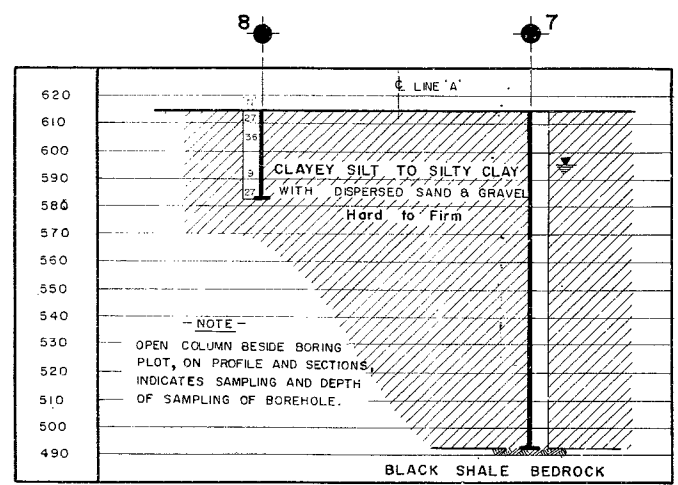 8 7
℄ LINE 'A'
620
N
610
27
36
600
CLAYEY SILT TO SILTY CLAY
9
590
WITH DISPERSED SAND & GRAVEL
27
580
Hard to Firm
570
560
550
540
- NOTE -
530
OPEN COLUMN BESIDE BORING
PLOT, ON PROFILE AND SECTIONS,
520
INDICATES SAMPLING AND DEPTH
510
OF SAMPLING OF BOREHOLE.
500
490
BLACK SHALE BEDROCK